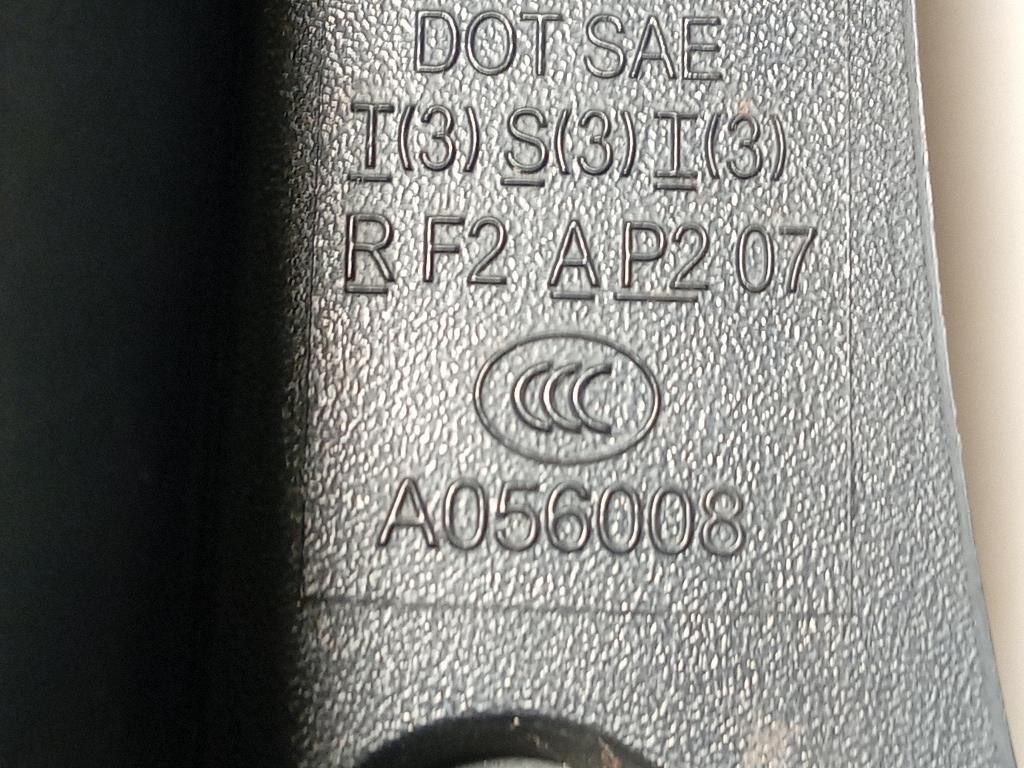 DOT SAE
T(3) S(3) T(3)
R F2 A P2 07
CCC
A056008